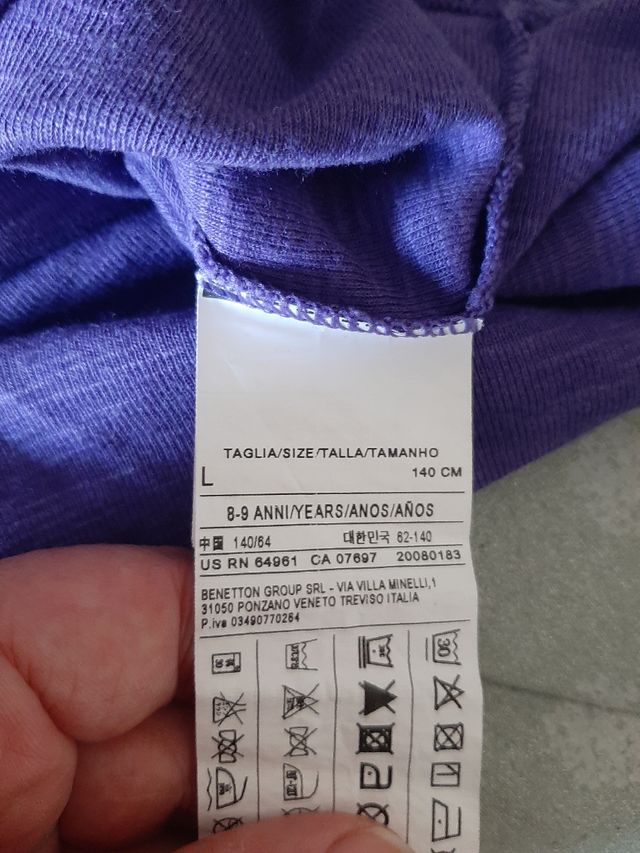 TAGLIA/SIZE/TALLA/TAMANHO
L 140 CM
8-9 ANNI/YEARS/ANOS/AÑOS
中国 140/64 대한민국 62-140
US RN 64961 CA 07697 20080183
BENETTON GROUP SRL - VIA VILLA MINELLI,1
31050 PONZANO VENETO TREVISO ITALIA
P.iva 03490770264
30